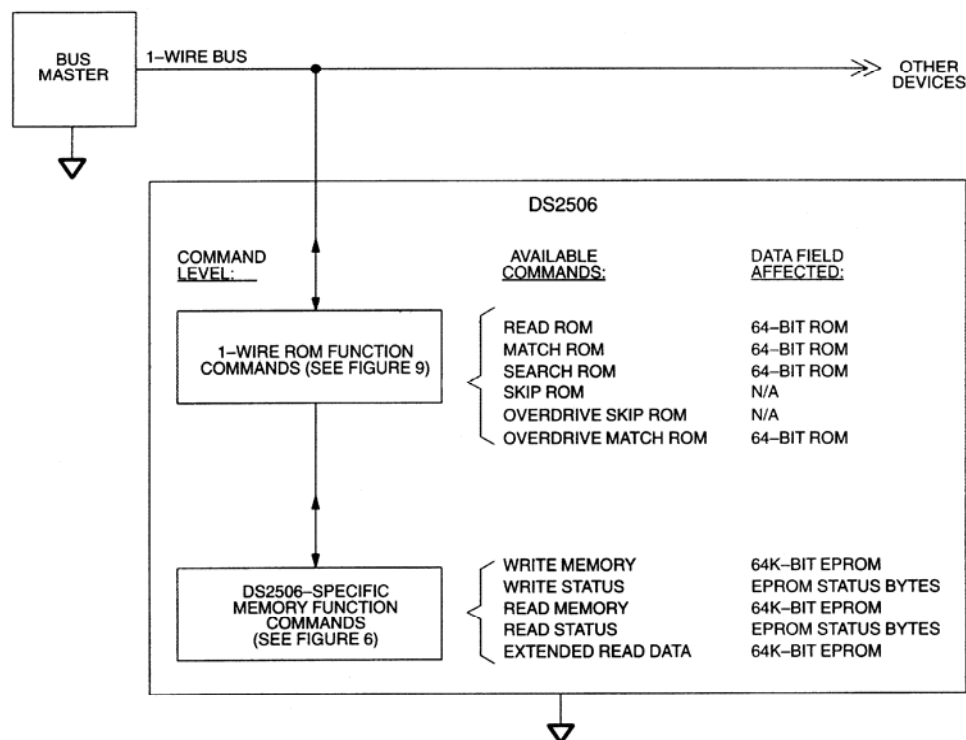 BUS
MASTER
1–WIRE BUS
OTHER
DEVICES
DS2506
COMMAND
LEVEL:
AVAILABLE
COMMANDS:
DATA FIELD
AFFECTED:
1–WIRE ROM FUNCTION
COMMANDS (SEE FIGURE 9)
READ ROM 64–BIT ROM
MATCH ROM 64–BIT ROM
SEARCH ROM 64–BIT ROM
SKIP ROM N/A
OVERDRIVE SKIP ROM N/A
OVERDRIVE MATCH ROM 64–BIT ROM
DS2506–SPECIFIC
MEMORY FUNCTION
COMMANDS
(SEE FIGURE 6)
WRITE MEMORY 64K–BIT EPROM
WRITE STATUS EPROM STATUS BYTES
READ MEMORY 64K–BIT EPROM
READ STATUS EPROM STATUS BYTES
EXTENDED READ DATA 64K–BIT EPROM